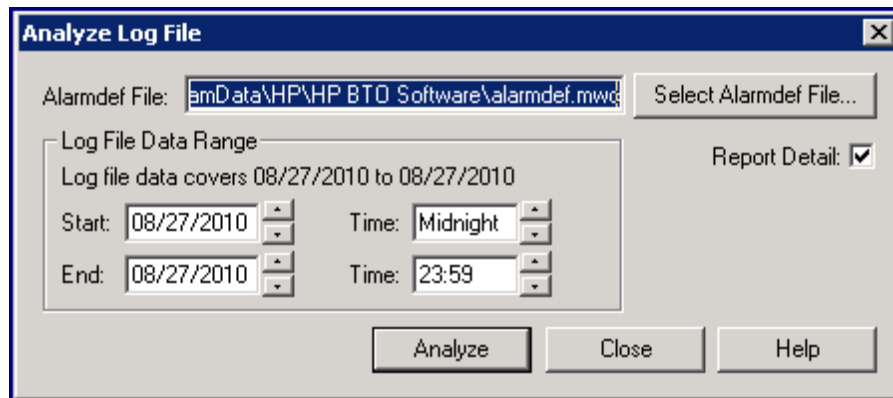 Analyze Log File
Alarmdef File: amData\HP\HP BTO Software\alarmdef.mwc Select Alarmdef File...
Log File Data Range
Report Detail:
Log file data covers 08/27/2010 to 08/27/2010
Start: 08/27/2010 Time: Midnight
End: 08/27/2010 Time: 23:59
Analyze Close Help